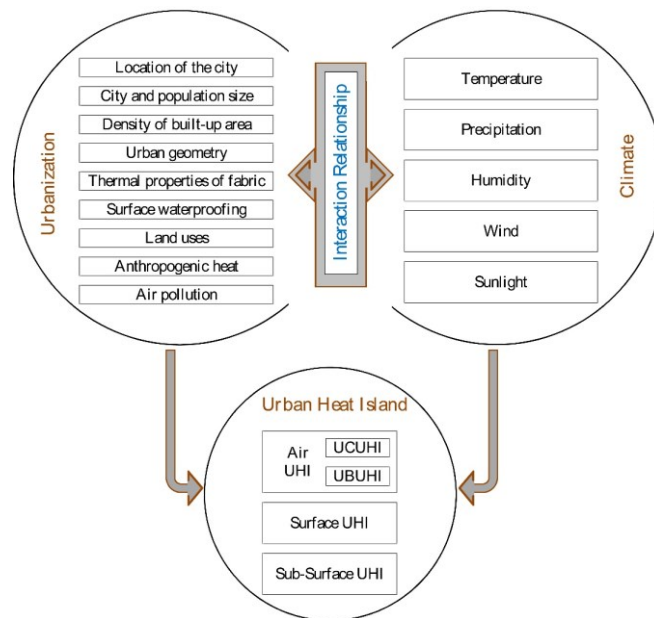 Urbanization
Location of the city
City and population size
Density of built-up area
Urban geometry
Thermal properties of fabric
Surface waterproofing
Land uses
Anthropogenic heat
Air pollution
Interaction Relationship
Temperature
Precipitation
Humidity
Wind
Sunlight
Climate
Urban Heat Island
Air
UHI
UCUHI
UBUHI
Surface UHI
Sub-Surface UHI